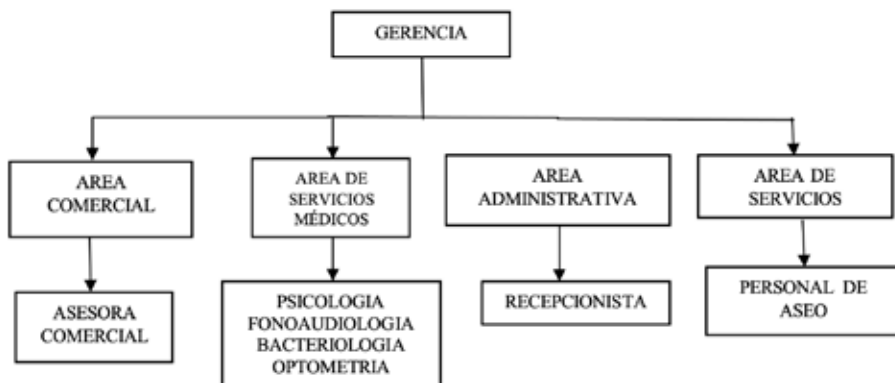 GERENCIA
AREA
COMERCIAL
AREA DE
SERVICIOS
MÉDICOS
AREA
ADMINISTRATIVA
AREA DE
SERVICIOS
ASESORA
COMERCIAL
PSICOLOGIA
FONOAUDIOLOGIA
BACTERIOLOGIA
OPTOMETRIA
RECEPCIONISTA
PERSONAL DE
ASEO